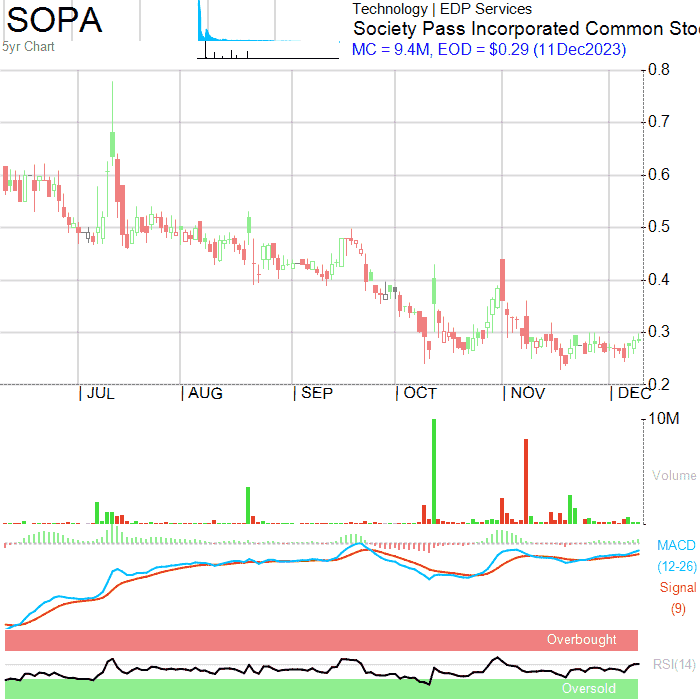 SOPA
5yr Chart
Technology | EDP Services
Society Pass Incorporated Common Sto
MC = 9.4M, EOD = $0.29 (11Dec2023)
0.8
0.7
0.6
0.5
0.4
0.3
0.2
| JUL | AUG | SEP | OCT | NOV | DEC
10M
Volume
MACD
(12-26)
Signal
(9)
Overbought
RSI(14)
Oversold